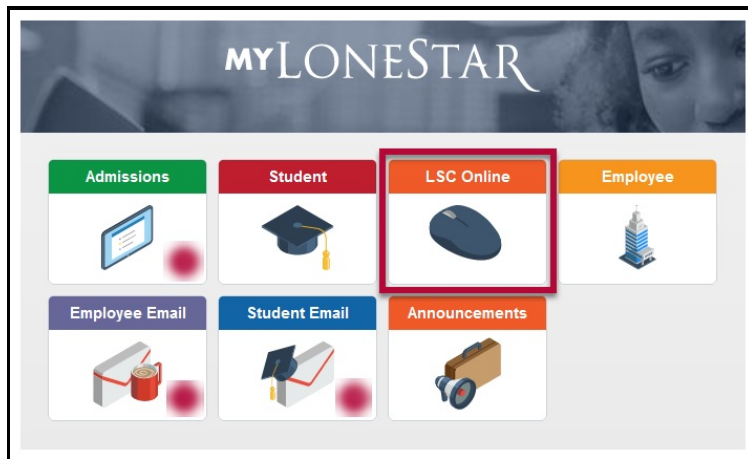 MYLONESTAR
Admissions
Student
LSC Online
Employee
Employee Email
Student Email
Announcements